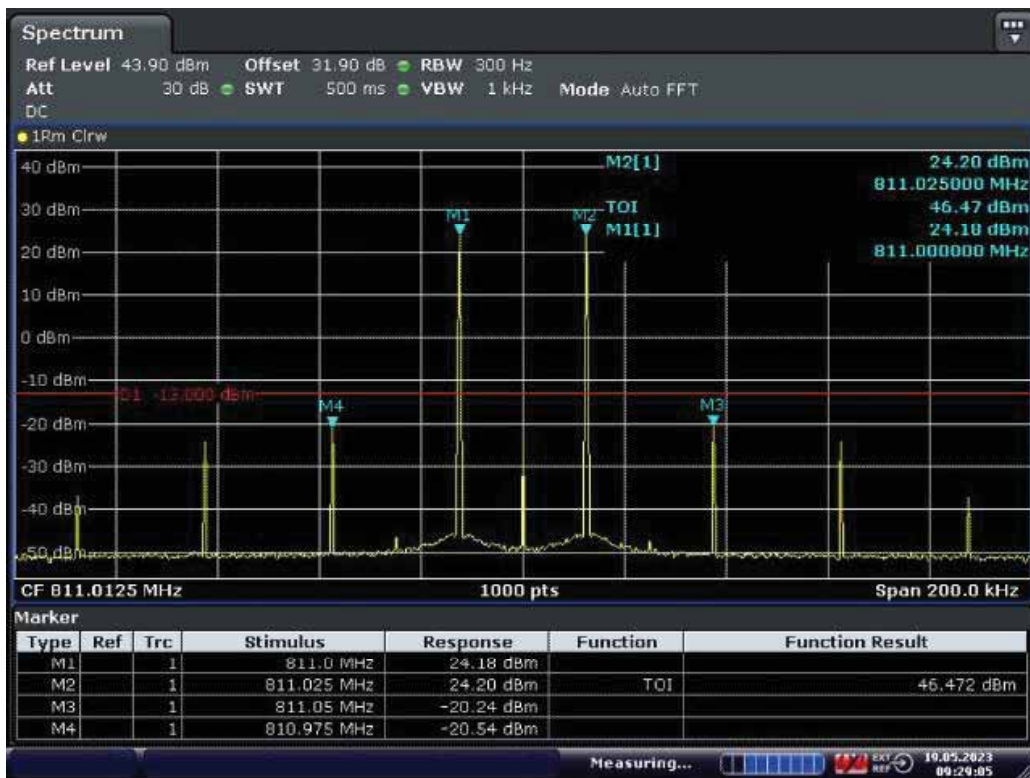 Spectrum
Ref Level 43.90 dBm Offset 31.90 dB RBW 300 Hz
Att 30 dB SWT 500 ms VBW 1 kHz Mode Auto FFT
DC
1Rm Clrw
40 dBm M2[1] 24.20 dBm
811.025000 MHz
30 dBm M1 M2 TOI 46.47 dBm
M1[1] 24.18 dBm
20 dBm 811.000000 MHz
10 dBm
0 dBm
-10 dBm
D1 -13.000 dBm
M4 M3
-20 dBm
-30 dBm
-40 dBm
-50 dBm
CF 811.0125 MHz 1000 pts Span 200.0 kHz
Marker
Type Ref Trc Stimulus Response Function Function Result
M1 1 811.0 MHz 24.18 dBm
M2 1 811.025 MHz 24.20 dBm TOI 46.472 dBm
M3 1 811.05 MHz -20.24 dBm
M4 1 810.975 MHz -20.54 dBm
Measuring... EXT REF 19.05.2023
09:29:05